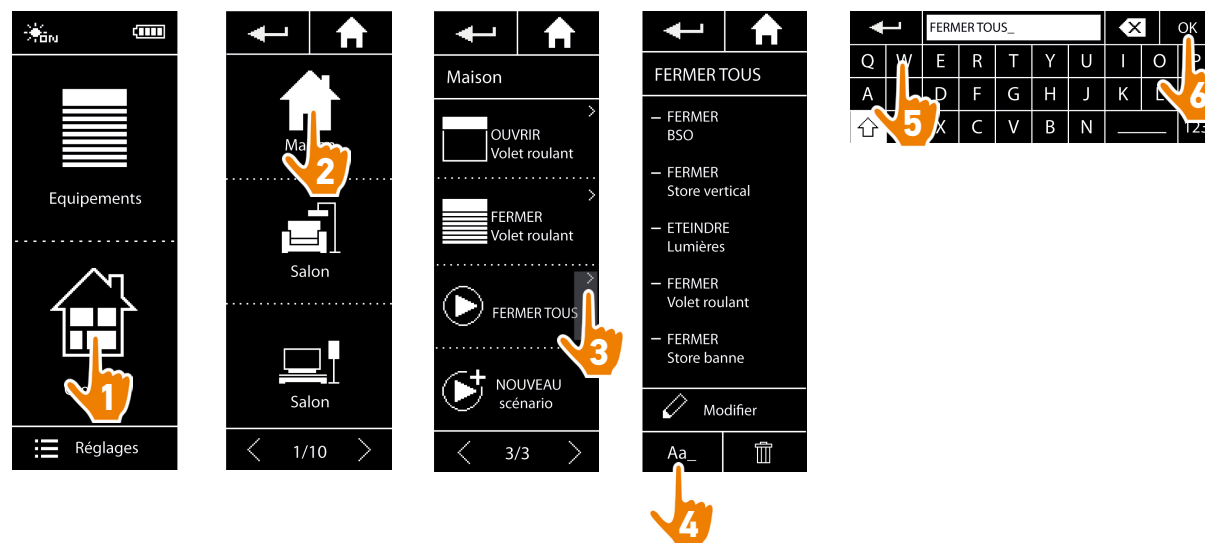 ON
Equipements
1
Réglages
Ma
2
Salon
Salon
1/10
Maison
OUVRIR
Volet roulant
FERMER
Volet roulant
FERMER TOUS
3
NOUVEAU
scénario
3/3
FERMER TOUS
– FERMER
BSO
– FERMER
Store vertical
– ETEINDRE
Lumières
– FERMER
Volet roulant
– FERMER
Store banne
Modifier
Aa_
4
FERMER TOUS_ OK
Q W E R T Y U I O P
A D F G H J K L
X C V B N 123
5
6